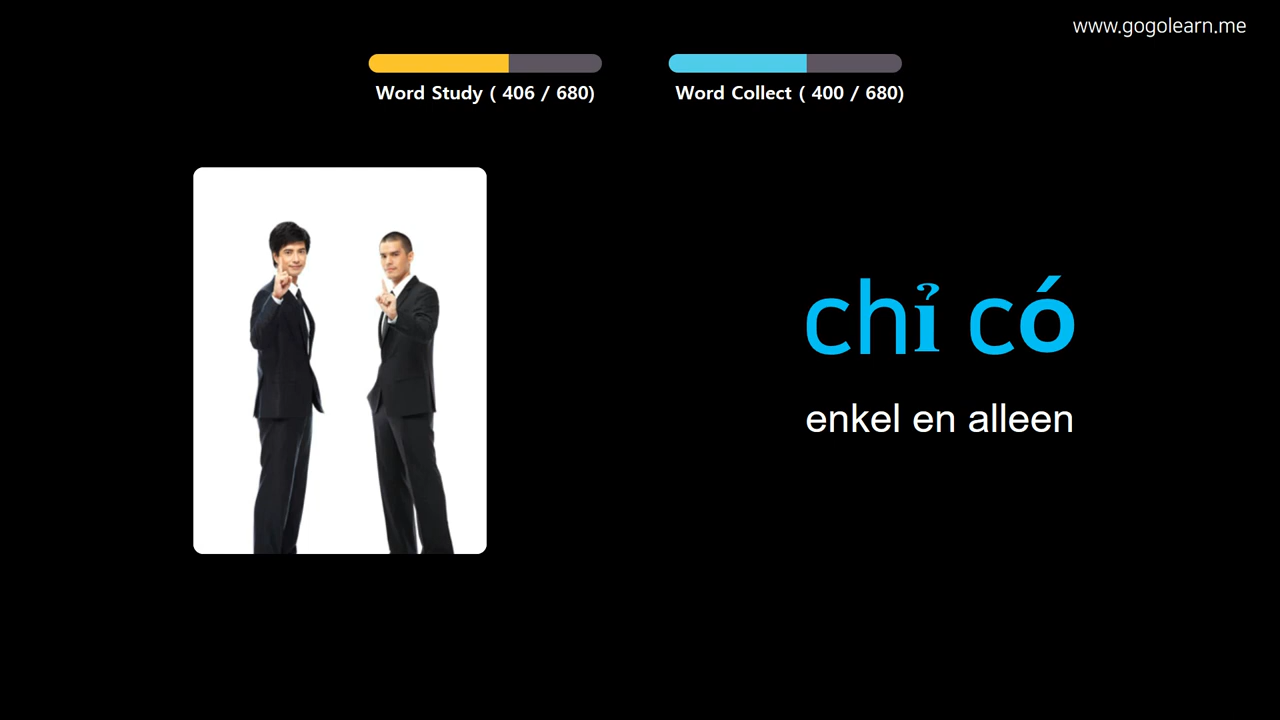 www.gogolearn.me
Word Study ( 406 / 680)
Word Collect ( 400 / 680)
chỉ có
enkel en alleen